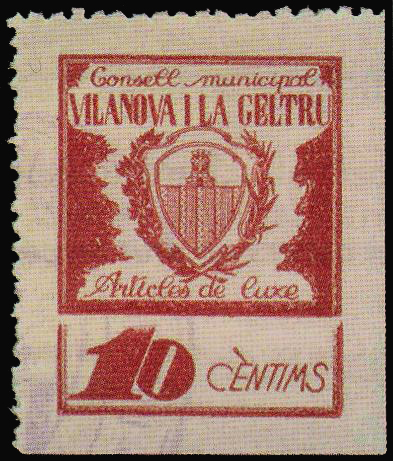 Consell municipal
VILANOVA I LA GELTRU
Articles de luxe
10 CÈNTIMS